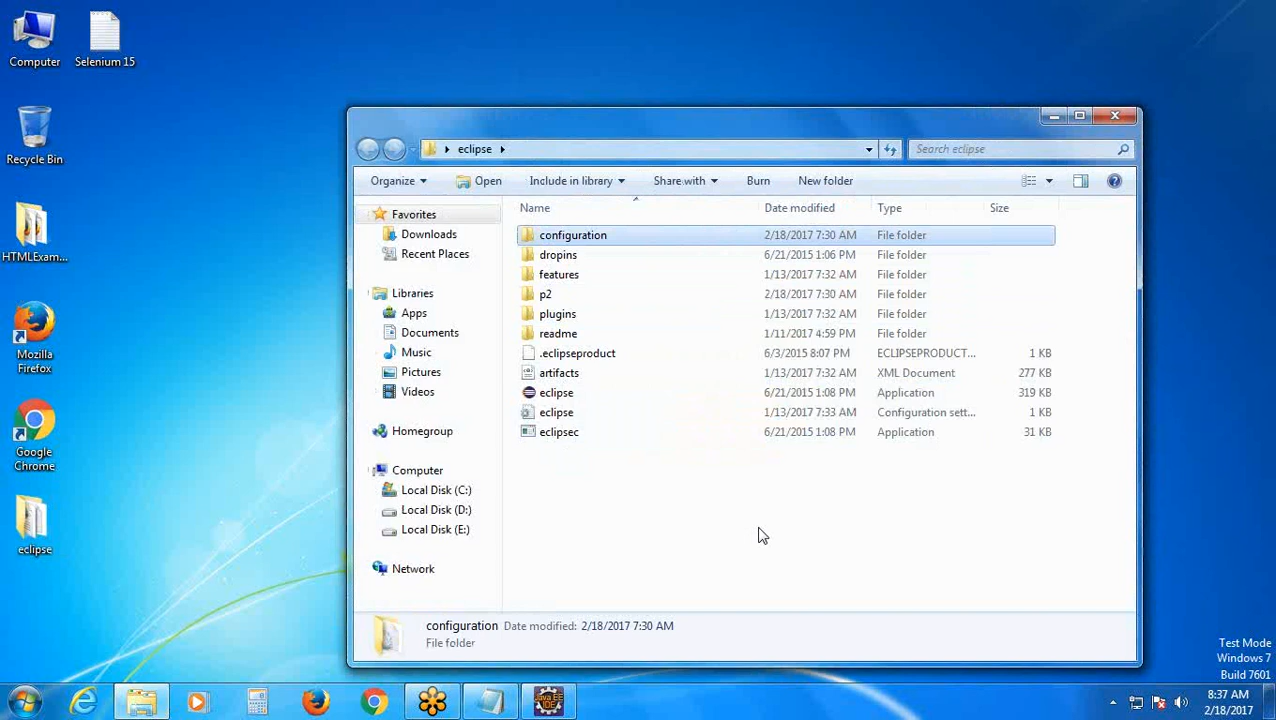 Computer
Selenium 15
Recycle Bin
HTMLExam...
Mozilla
Firefox
Google
Chrome
eclipse
eclipse
Search eclipse
Organize Open Include in library Share with Burn New folder
Name Date modified Type Size
configuration 2/18/2017 7:30 AM File folder
dropins 6/21/2015 1:06 PM File folder
features 1/13/2017 7:32 AM File folder
p2 2/18/2017 7:30 AM File folder
plugins 1/13/2017 7:32 AM File folder
readme 1/11/2017 4:59 PM File folder
.eclipseproduct 6/3/2015 8:07 PM ECLIPSEPRODUCT... 1 KB
artifacts 1/13/2017 7:32 AM XML Document 277 KB
eclipse 6/21/2015 1:08 PM Application 319 KB
eclipse 1/13/2017 7:33 AM Configuration sett... 1 KB
eclipsec 6/21/2015 1:08 PM Application 31 KB
Favorites
Downloads
Recent Places
Libraries
Apps
Documents
Music
Pictures
Videos
Homegroup
Computer
Local Disk (C:)
Local Disk (D:)
Local Disk (E:)
Network
configuration Date modified: 2/18/2017 7:30 AM
File folder
Test Mode
Windows 7
Build 7601
Java EE
IDE
8:37 AM
2/18/2017